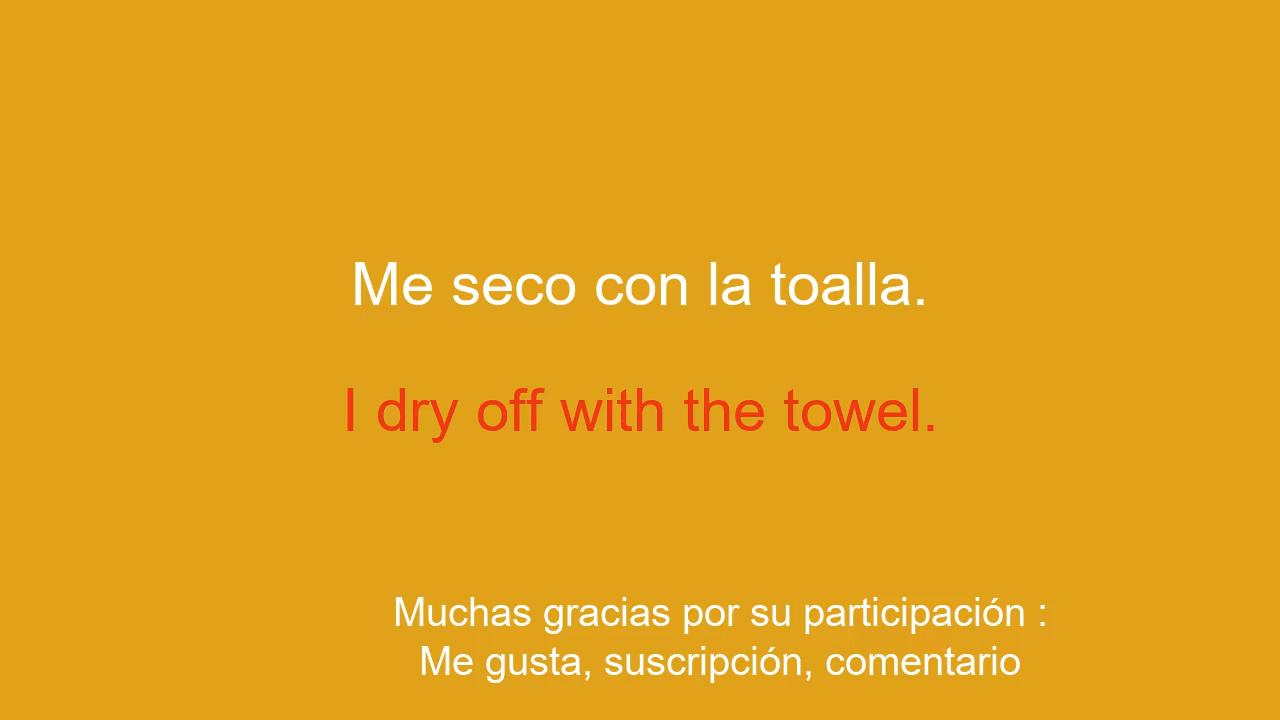 Me seco con la toalla.
I dry off with the towel.
Muchas gracias por su participación :
Me gusta, suscripción, comentario